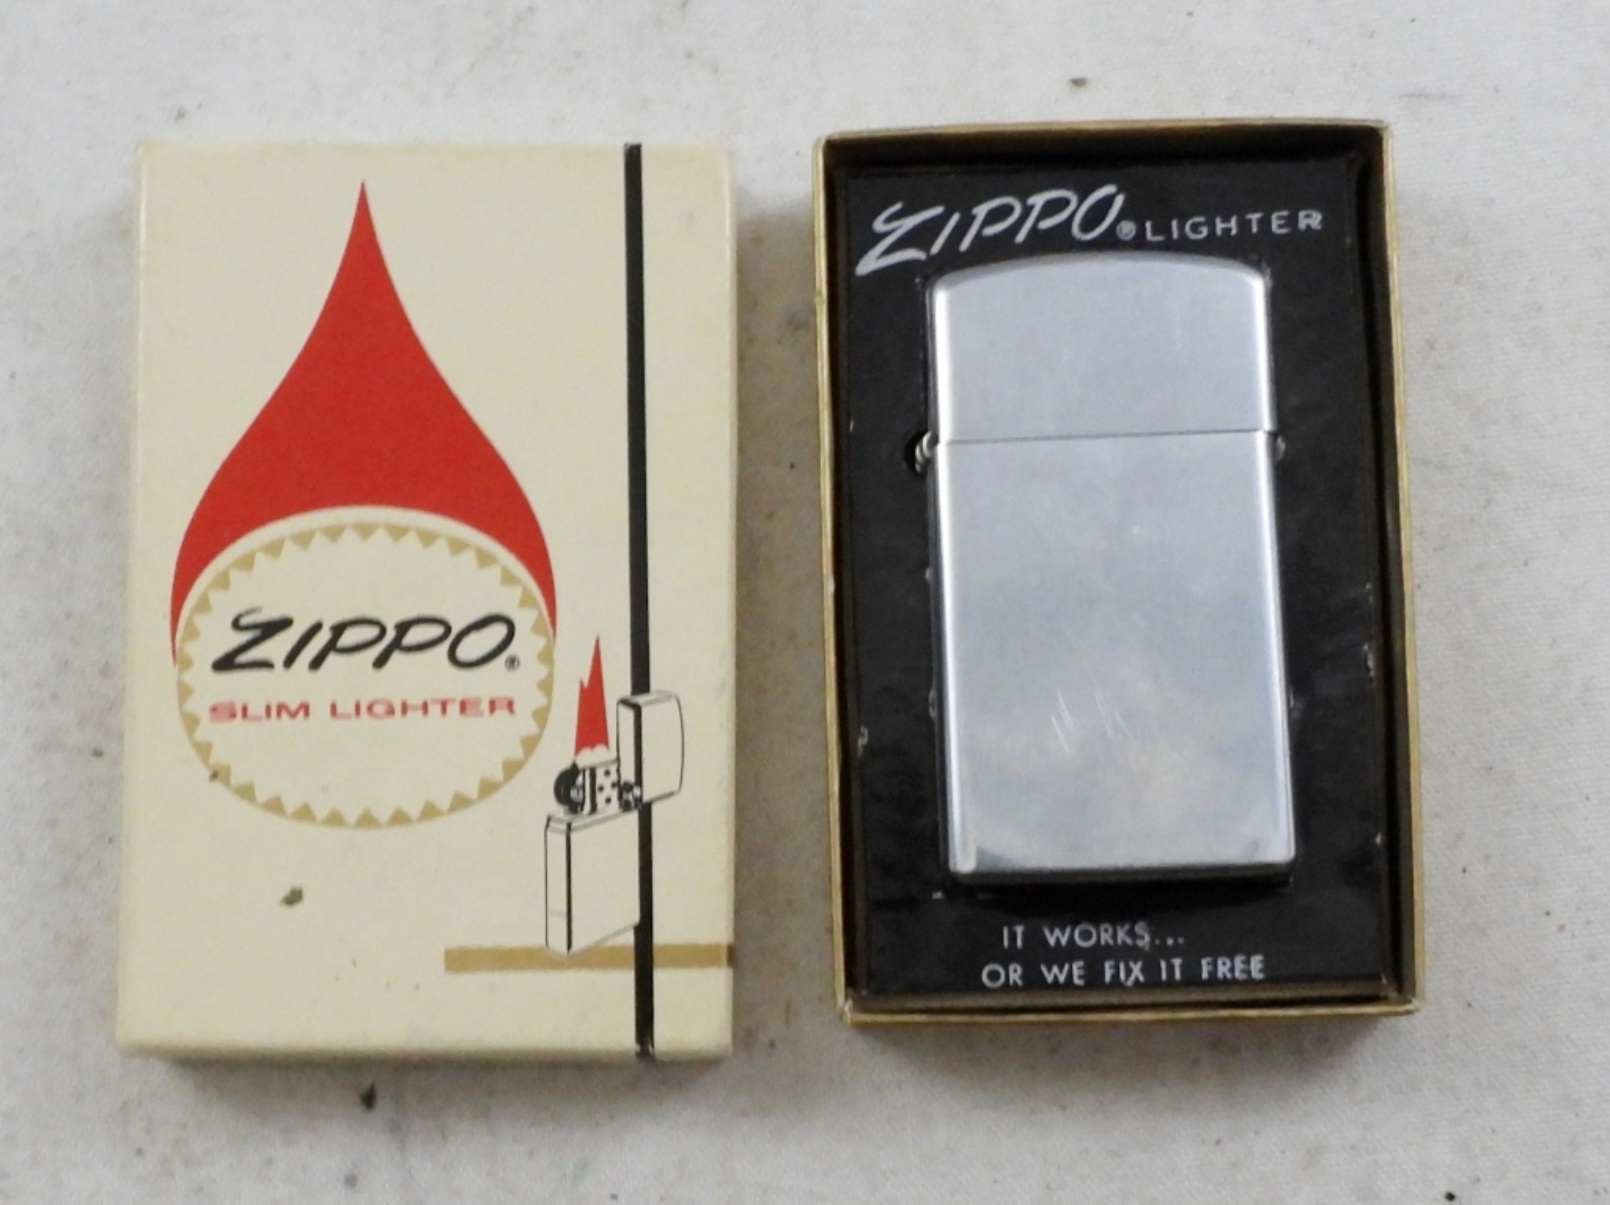 ZIPPO®
SLIM LIGHTER
ZIPPO® LIGHTER
IT WORKS...
OR WE FIX IT FREE